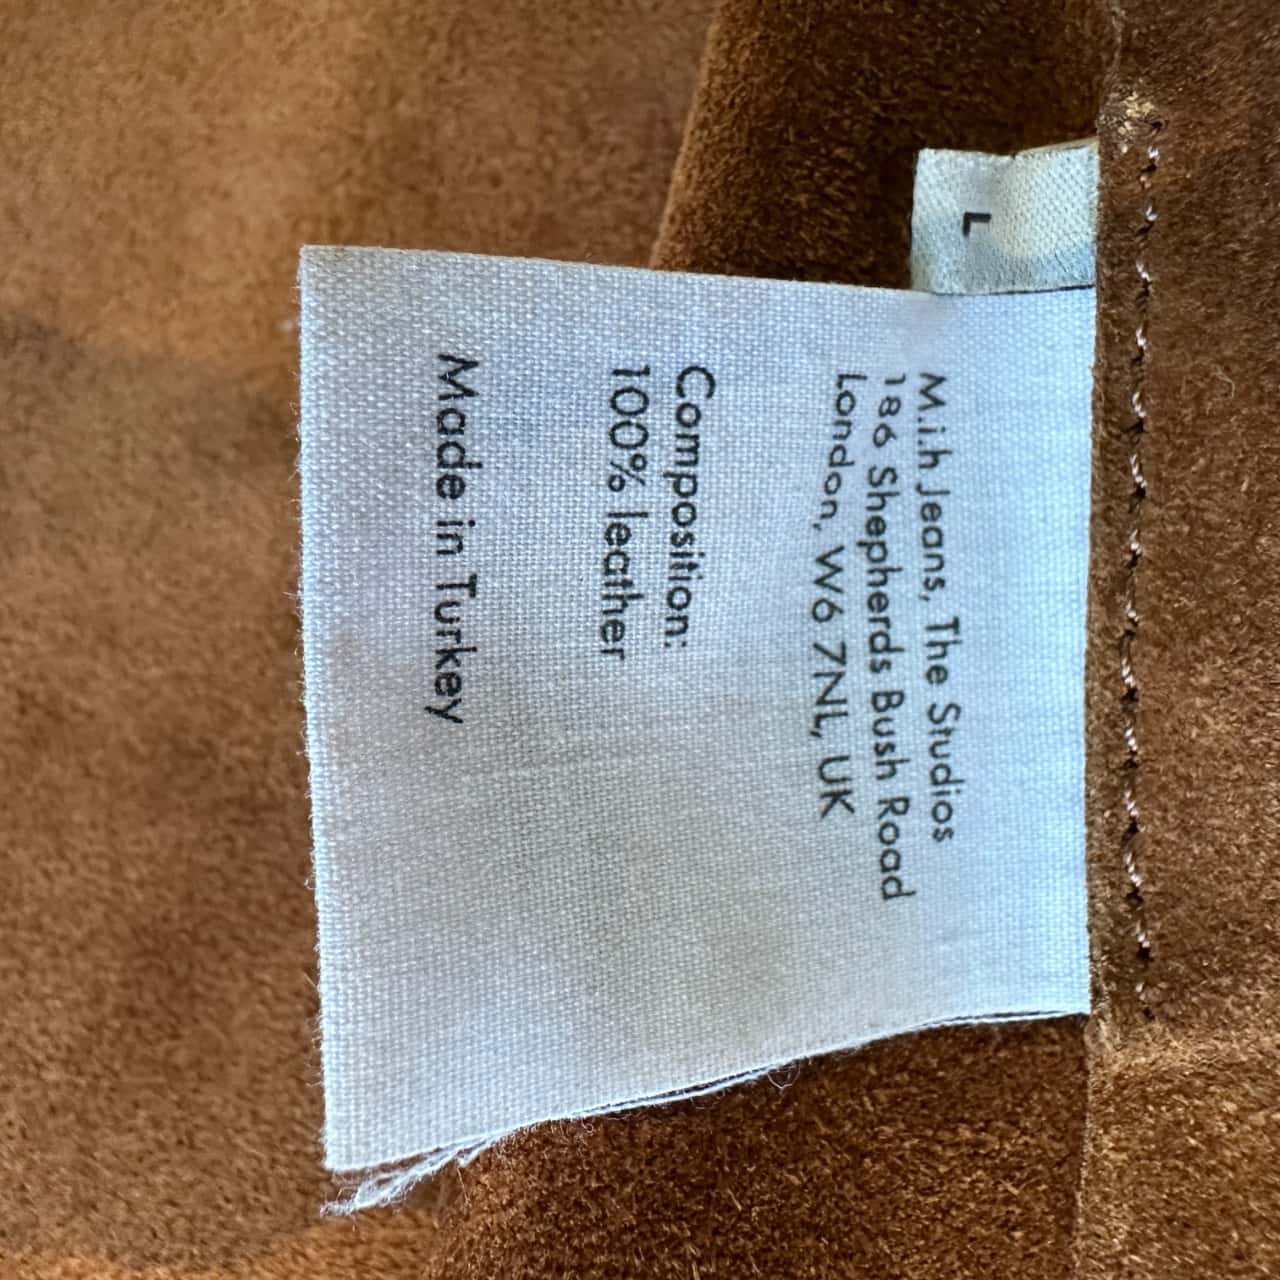 L
M.i.h Jeans, The Studios
186 Shepherds Bush Road
London, W6 7NL, UK
Composition:
100% leather
Made in Turkey